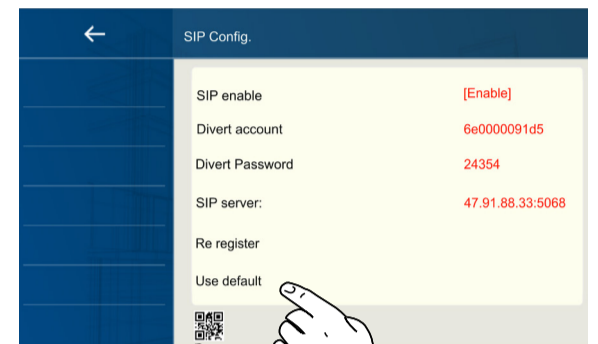 SIP Config.
SIP enable [Enable]
Divert account 6e0000091d5
Divert Password 24354
SIP server: 47.91.88.33:5068
Re register
Use default